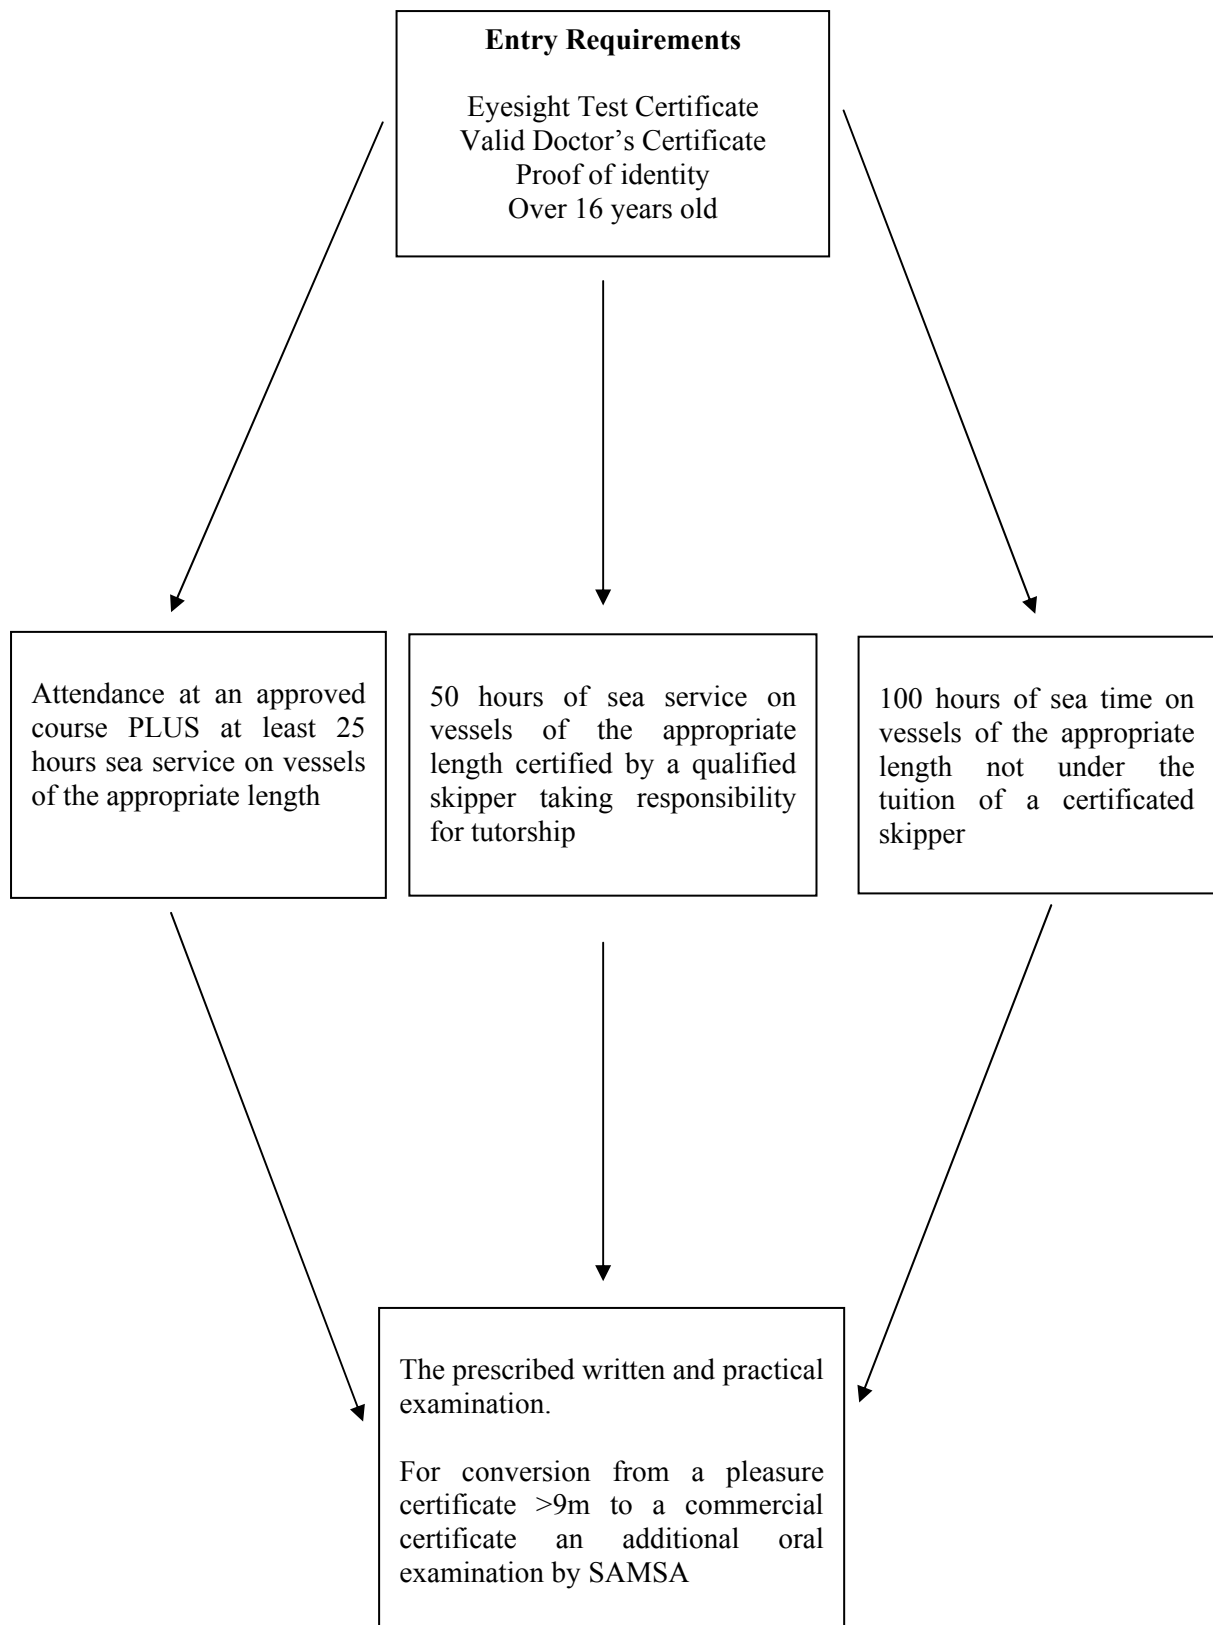 Entry Requirements
Eyesight Test Certificate
Valid Doctor’s Certificate
Proof of identity
Over 16 years old
Attendance at an approved
course PLUS at least 25
hours sea service on vessels
of the appropriate length
50 hours of sea service on
vessels of the appropriate
length certified by a qualified
skipper taking responsibility
for tutorship
100 hours of sea time on
vessels of the appropriate
length not under the
tuition of a certificated
skipper
The prescribed written and practical
examination.
For conversion from a pleasure
certificate >9m to a commercial
certificate an additional oral
examination by SAMSA